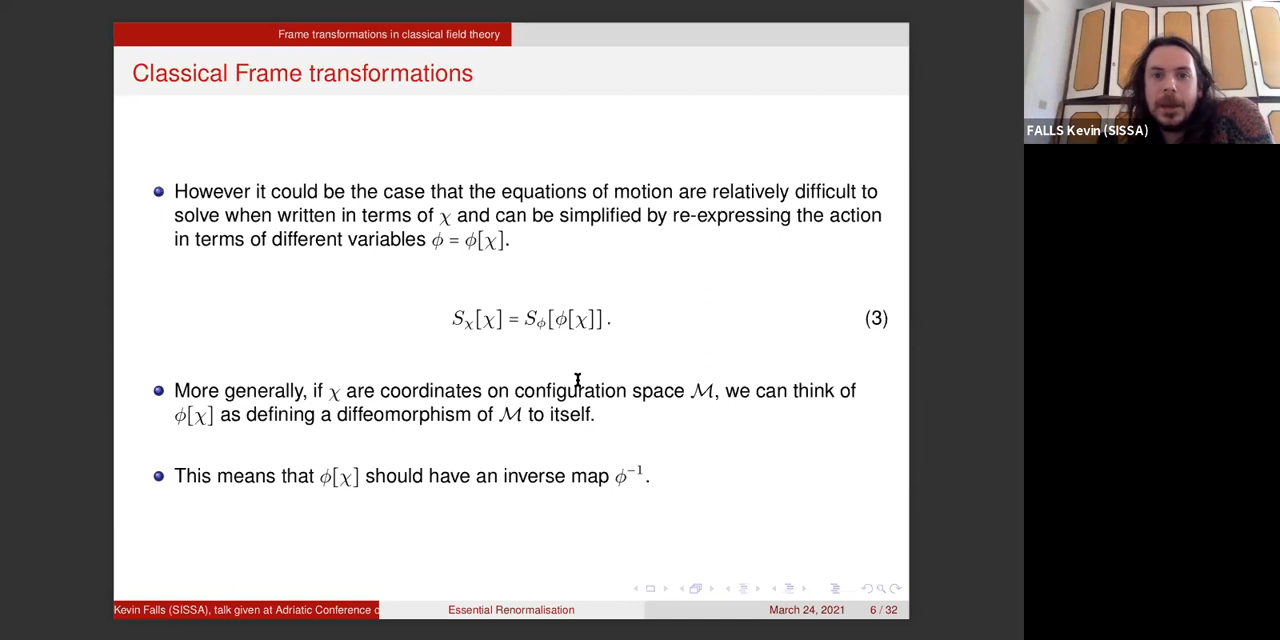 Frame transformations in classical field theory
Classical Frame transformations
FALLS Kevin (SISSA)
However it could be the case that the equations of motion are relatively difficult to
solve when written in terms of χ and can be simplified by re-expressing the action
in terms of different variables ϕ = ϕ[χ].
Sχ[χ] = Sϕ[ϕ[χ]] . (3)
More generally, if χ are coordinates on configuration space ℳ, we can think of
ϕ[χ] as defining a diffeomorphism of ℳ to itself.
This means that ϕ[χ] should have an inverse map ϕ⁻¹.
Kevin Falls (SISSA), talk given at Adriatic Conference o
Essential Renormalisation
March 24, 2021
6 / 32